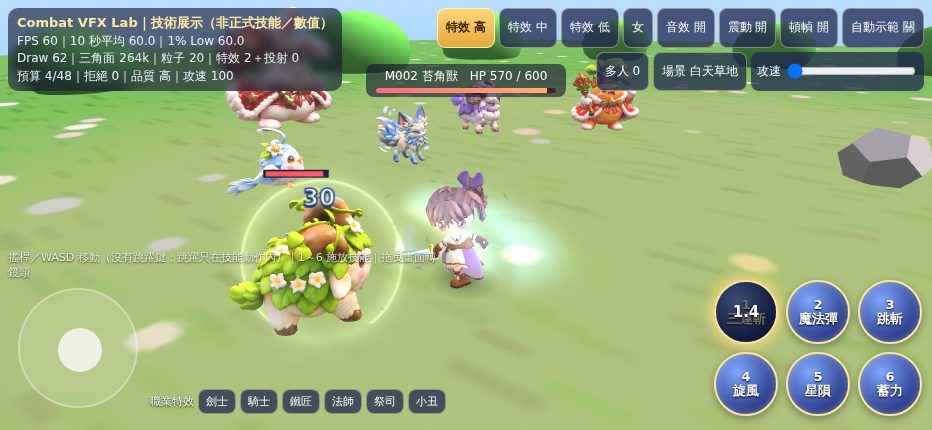 Combat VFX Lab｜技術展示（非正式技能／數值）
FPS 60｜10 秒平均 60.0｜1% Low 60.0
Draw 62｜三角面 264k｜粒子 20｜特效 2＋投射 0
預算 4/48｜拒絕 0｜品質 高｜攻速 100
特效 高
特效 中
特效 低
女
音效 開
震動 開
頓幀 開
自動示範 關
多人 0
場景 白天草地
攻速
M002 苔角獸 HP 570 / 600
30
搖桿／WASD 移動（沒有跳躍鍵；跳躍只在技能動作內）｜1～6 施放技能｜拖曳畫面轉
鏡頭
1
三連斬
1.4
2
魔法彈
3
跳斬
4
旋風
5
星隕
6
蓄力
職業特效
劍士
騎士
鐵匠
法師
祭司
小丑